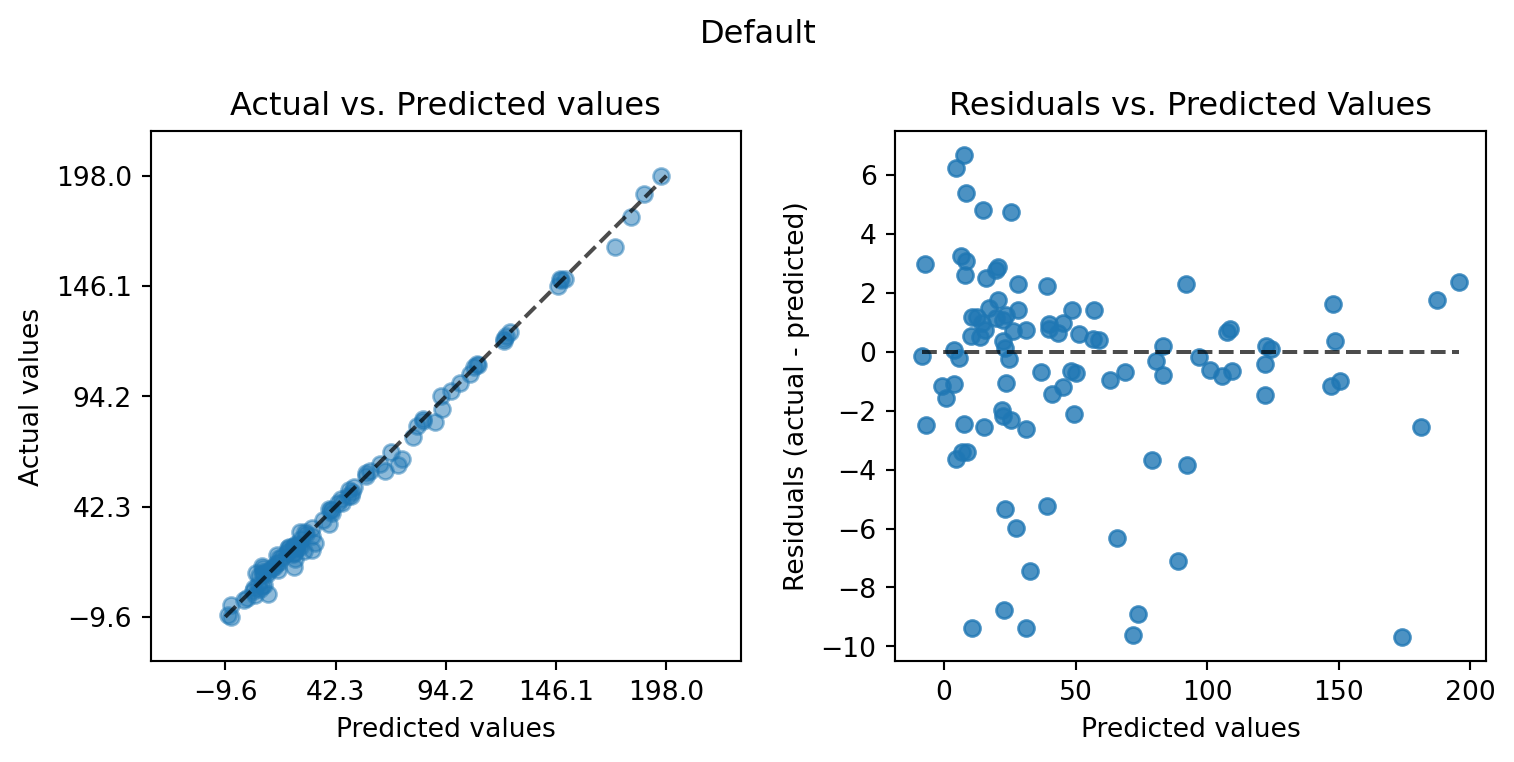 Default
Actual vs. Predicted values
Actual values
198.0
146.1
94.2
42.3
−9.6
−9.6 42.3 94.2 146.1 198.0
Predicted values
Residuals vs. Predicted Values
Residuals (actual - predicted)
6
4
2
0
−2
−4
−6
−8
−10
0 50 100 150 200
Predicted values